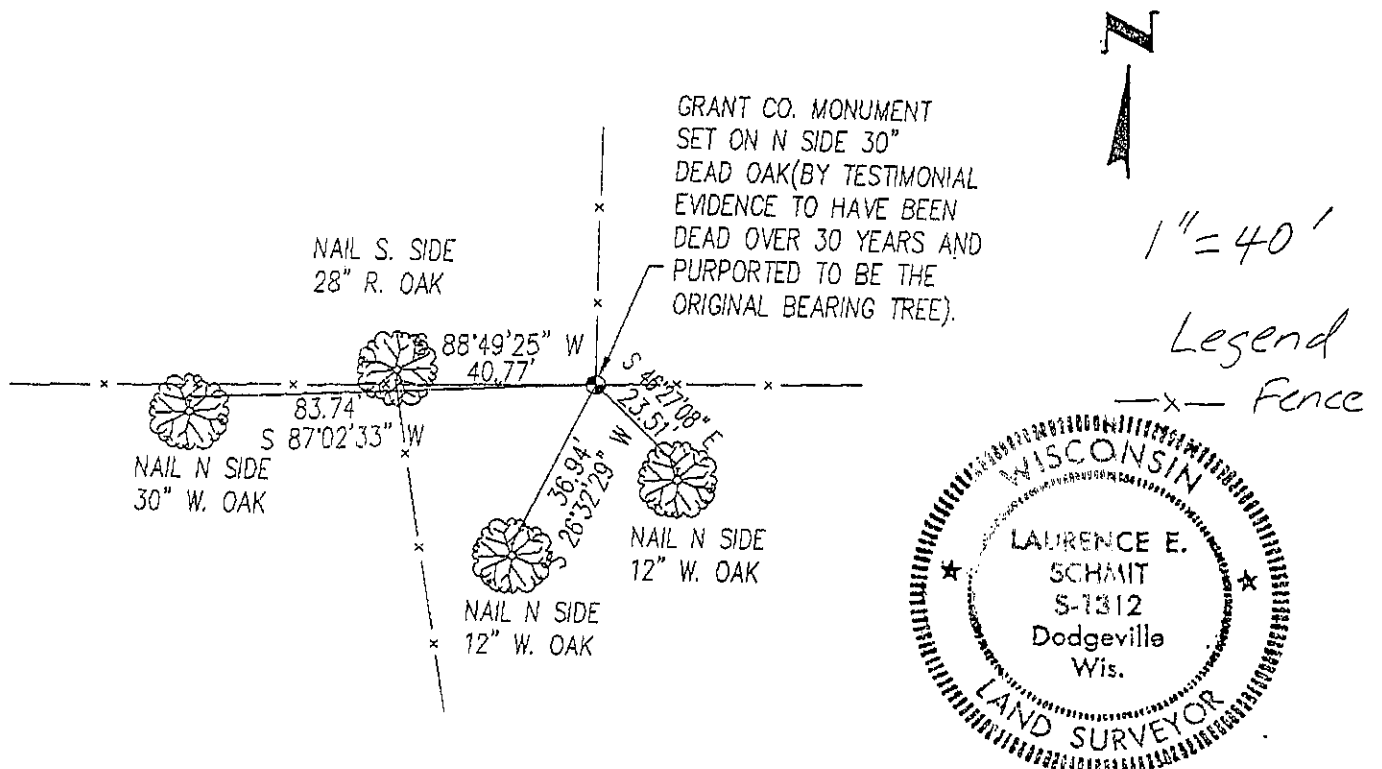 N
GRANT CO. MONUMENT
SET ON N SIDE 30"
DEAD OAK(BY TESTIMONIAL
EVIDENCE TO HAVE BEEN
DEAD OVER 30 YEARS AND
PURPORTED TO BE THE
ORIGINAL BEARING TREE).
1"=40'
Legend
—x— Fence
NAIL S. SIDE
28" R. OAK
S 88°49'25" W
40.77'
83.74'
S 87°02'33" W
NAIL N SIDE
30" W. OAK
S 46°27'08" E
23.51'
36.94'
S 26°32'29" W
NAIL N SIDE
12" W. OAK
NAIL N SIDE
12" W. OAK
WISCONSIN
LAURENCE E.
SCHMIT
S-1312
Dodgeville
Wis.
LAND SURVEYOR